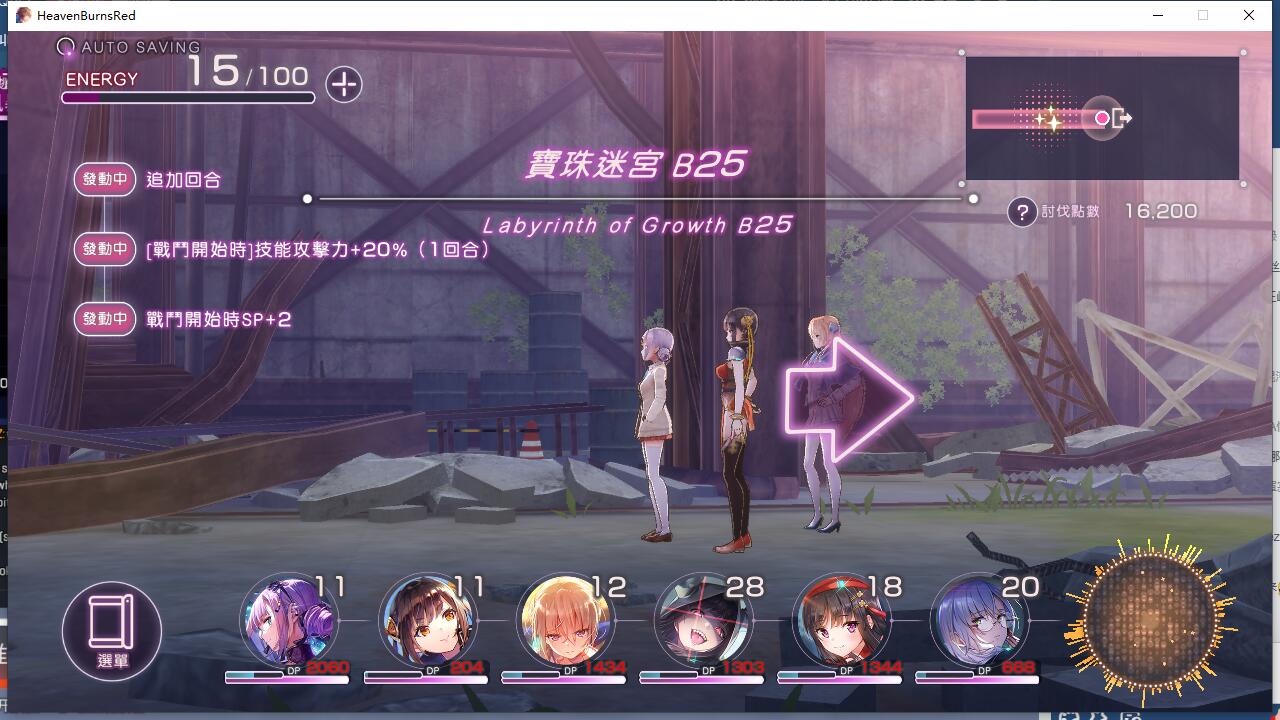 HeavenBurnsRed
AUTO SAVING
ENERGY 15/100
寶珠迷宮 B25
Labyrinth of Growth B25
發動中 追加回合
發動中 [戰鬥開始時]技能攻擊力+20%（1回合）
發動中 戰鬥開始時SP+2
? 討伐點數 16,200
選單
11 11 12 28 18 20
DP 2060 DP 204 DP 1434 DP 1303 DP 1344 DP 668